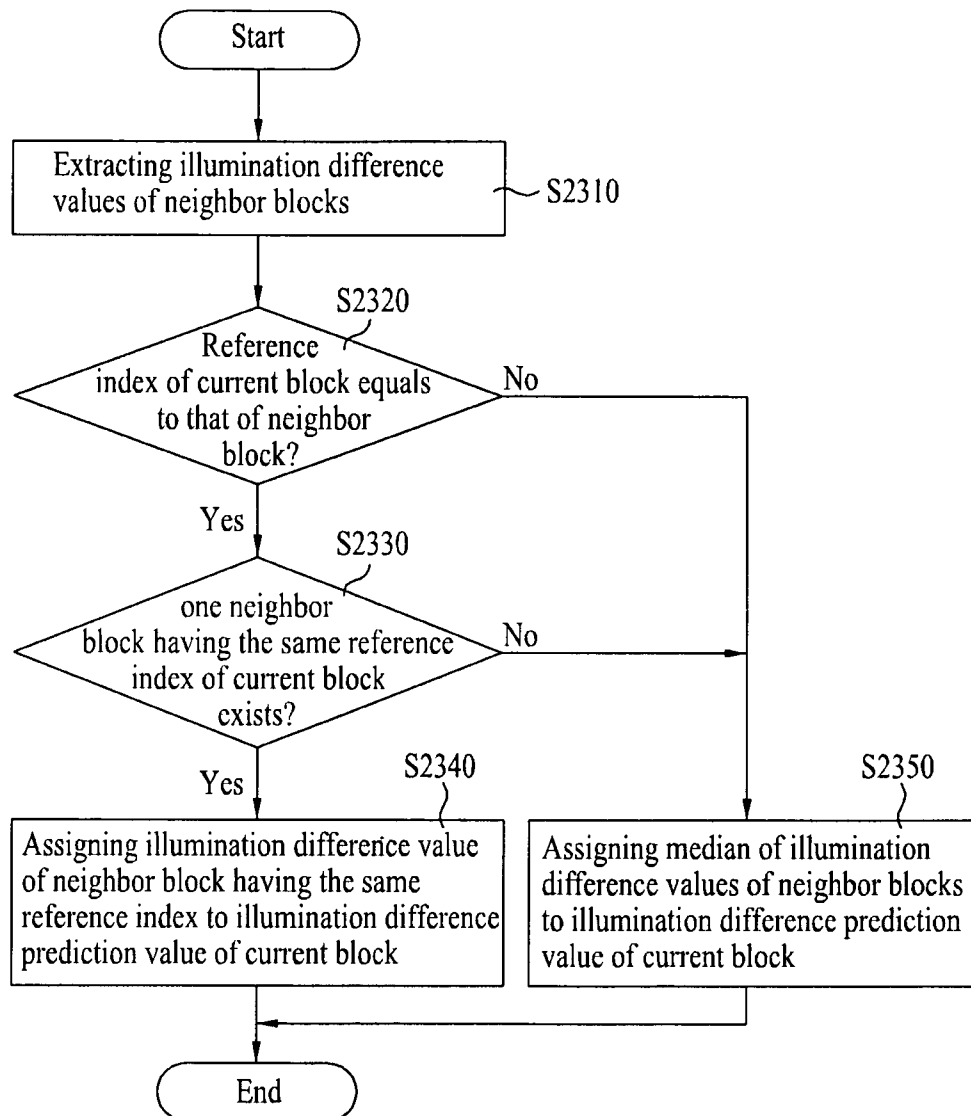 Start
Extracting illumination difference
values of neighbor blocks
S2310
S2320
Reference
index of current block equals
to that of neighbor
block?
No
Yes
S2330
one neighbor
block having the same reference
index of current block
exists?
No
Yes
S2340
Assigning illumination difference value
of neighbor block having the same
reference index to illumination difference
prediction value of current block
S2350
Assigning median of illumination
difference values of neighbor blocks
to illumination difference prediction
value of current block
End